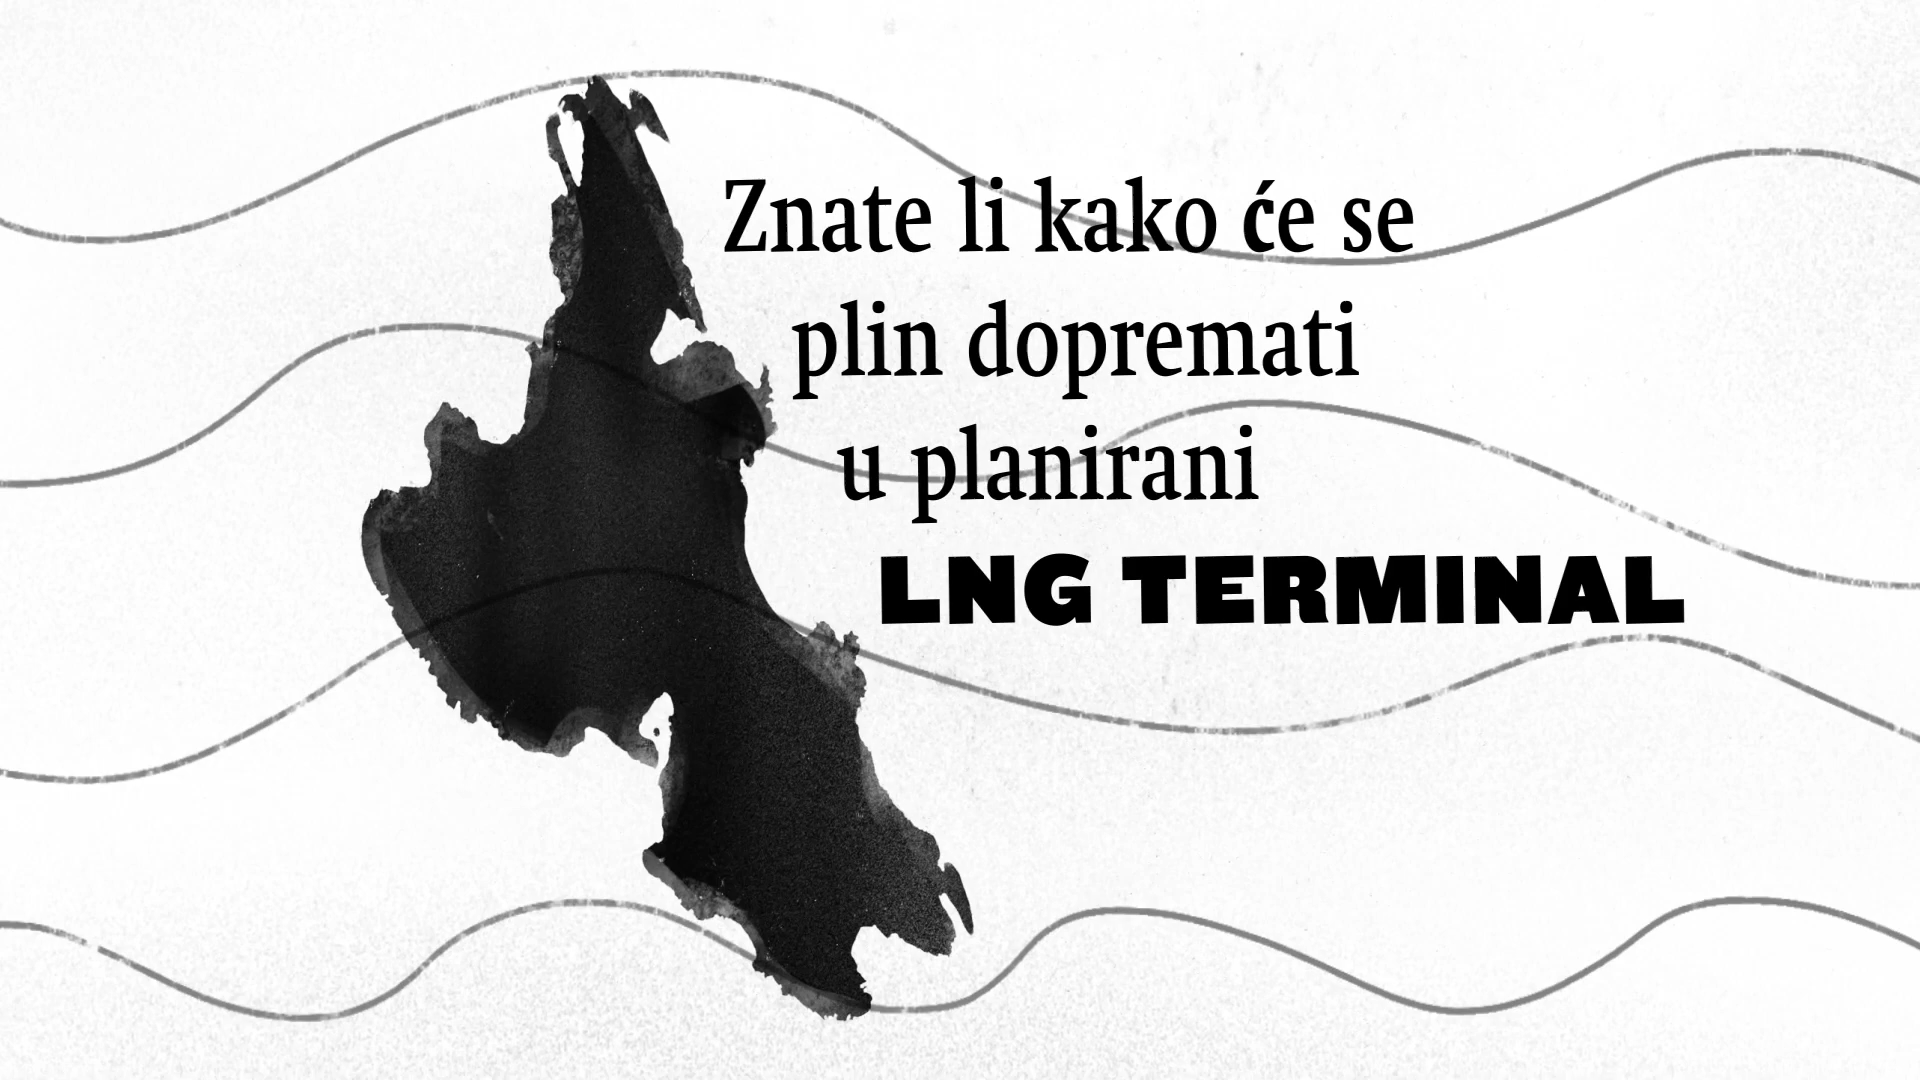 Znate li kako će se
plin dopremati
u planirani
LNG TERMINAL